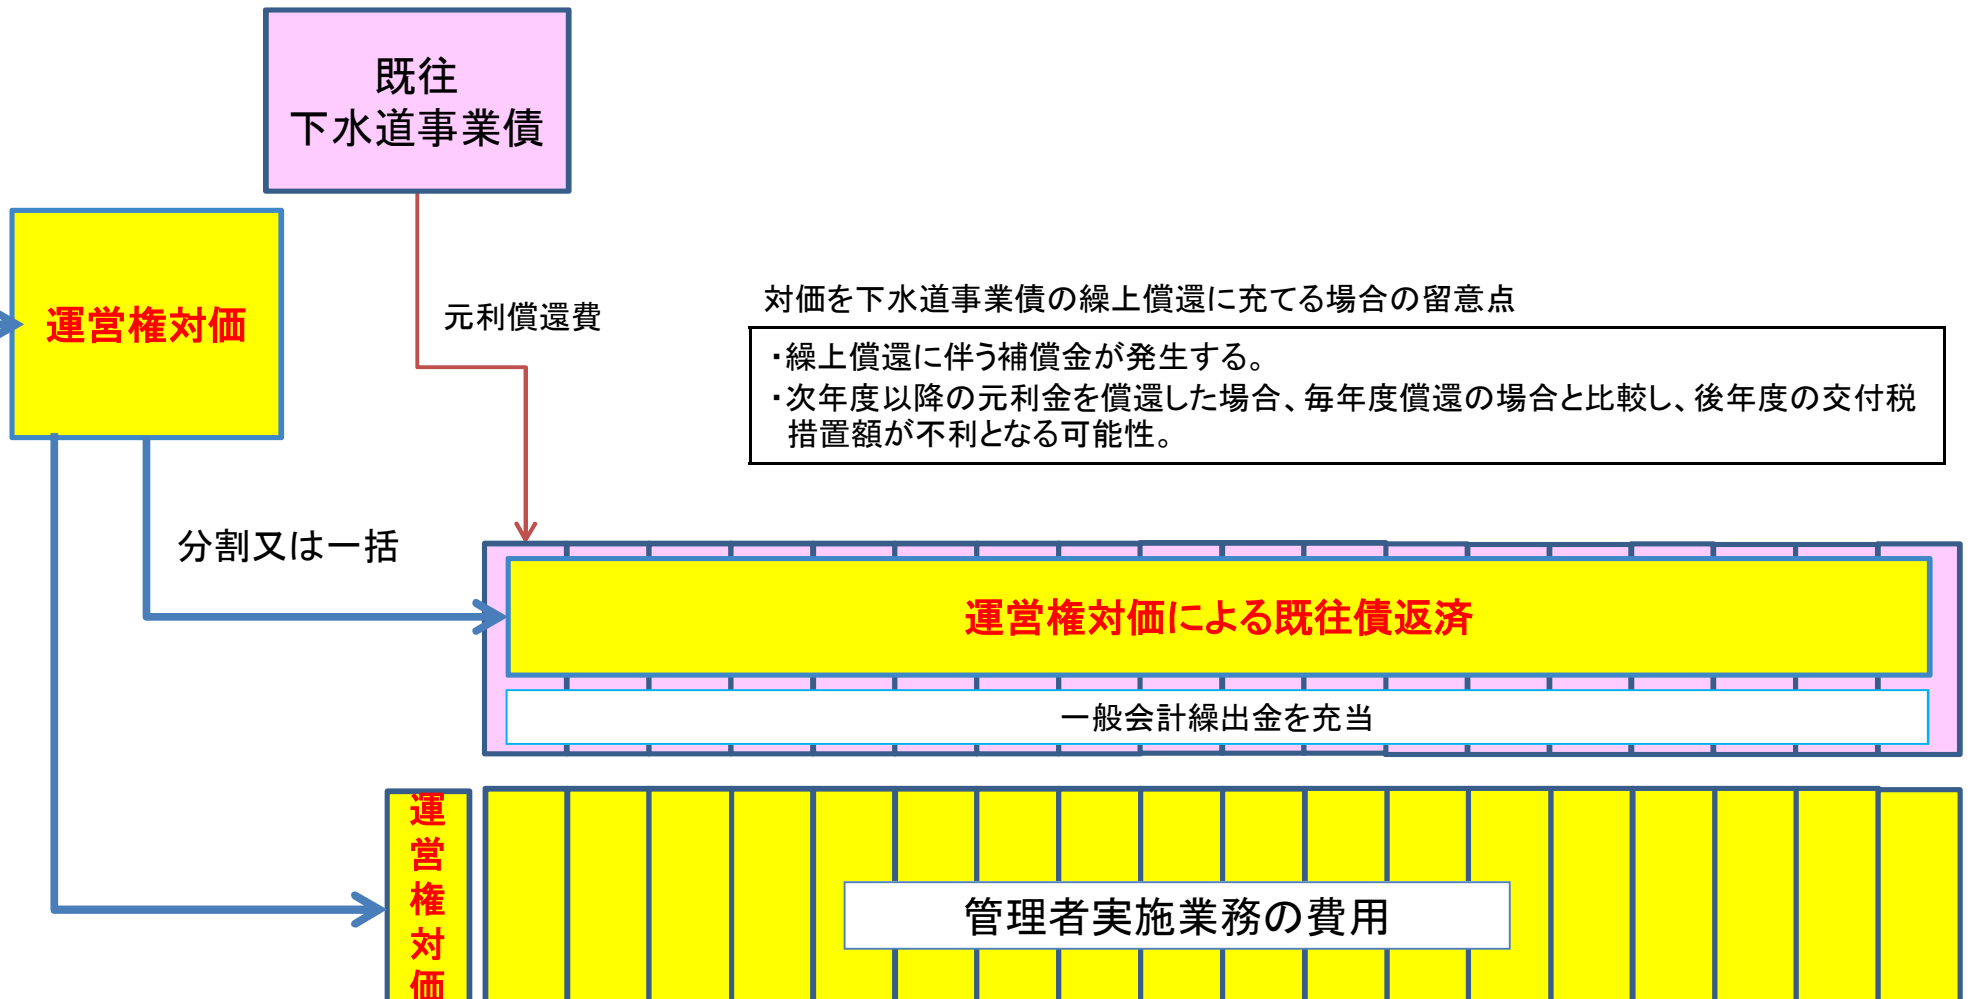 既往
下水道事業債
運営権対価
元利償還費
対価を下水道事業債の繰上償還に充てる場合の留意点
・繰上償還に伴う補償金が発生する。
・次年度以降の元利金を償還した場合、毎年度償還の場合と比較し、後年度の交付税
措置額が不利となる可能性。
分割又は一括
運営権対価による既往債返済
一般会計繰出金を充当
運営権対価
管理者実施業務の費用